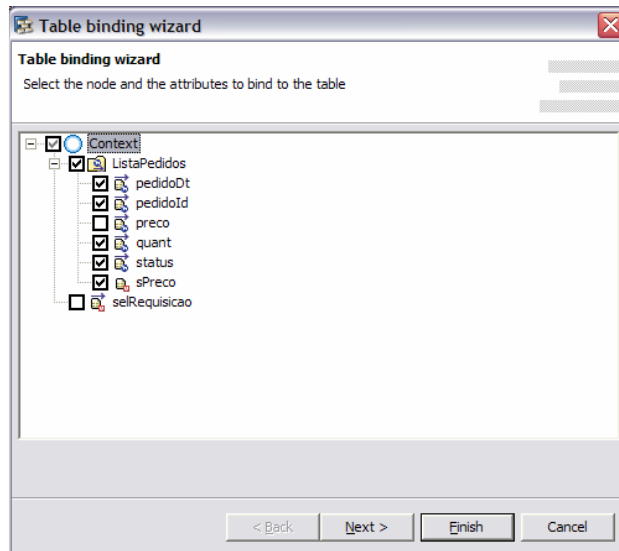 Table binding wizard
Table binding wizard
Select the node and the attributes to bind to the table
Context
ListaPedidos
pedidoDt
pedidoId
preco
quant
status
sPreco
selRequisicao
< Back Next > Finish Cancel